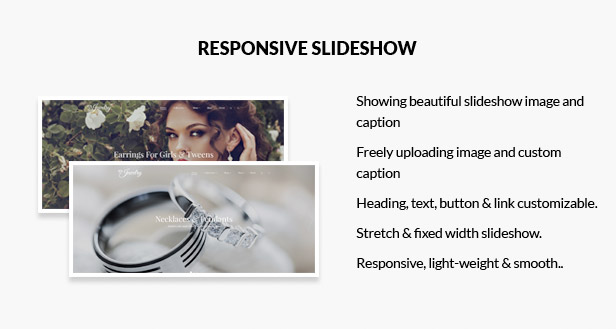 RESPONSIVE SLIDESHOW
Showing beautiful slideshow image and
caption
Freely uploading image and custom
caption
Heading, text, button & link customizable.
Stretch & fixed width slideshow.
Responsive, light-weight & smooth..
Earrings For Girls & Tweens
Jewelry
Necklaces & Pendants